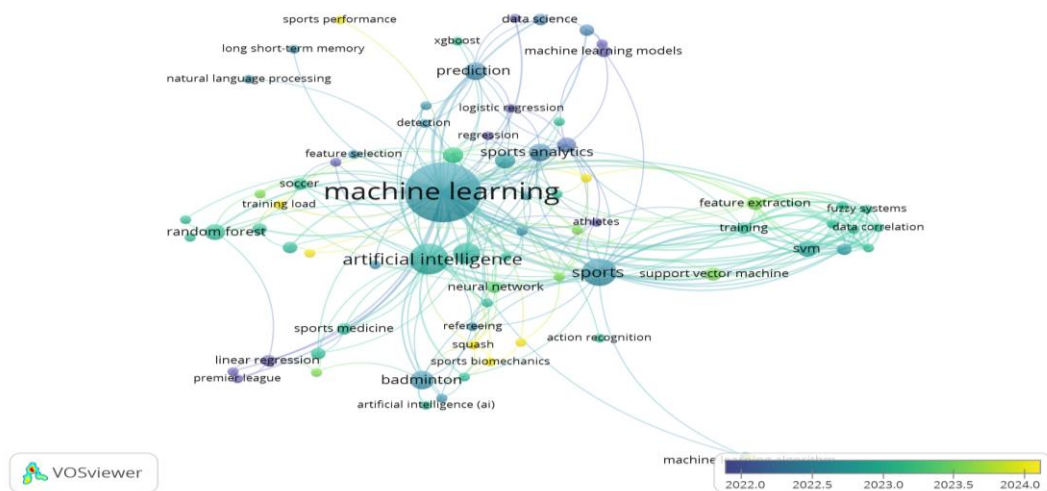 sports performance
data science
xgboost
long short-term memory
machine learning models
prediction
natural language processing
logistic regression
detection
regression
sports analytics
feature selection
soccer
machine learning
training load
feature extraction
fuzzy systems
athletes
training
data correlation
random forest
svm
artificial intelligence
sports
support vector machine
neural network
refereeing
sports medicine
action recognition
squash
linear regression
sports biomechanics
premier league
badminton
artificial intelligence (ai)
machine learning algorithm
VOSviewer
2022.0 2022.5 2023.0 2023.5 2024.0